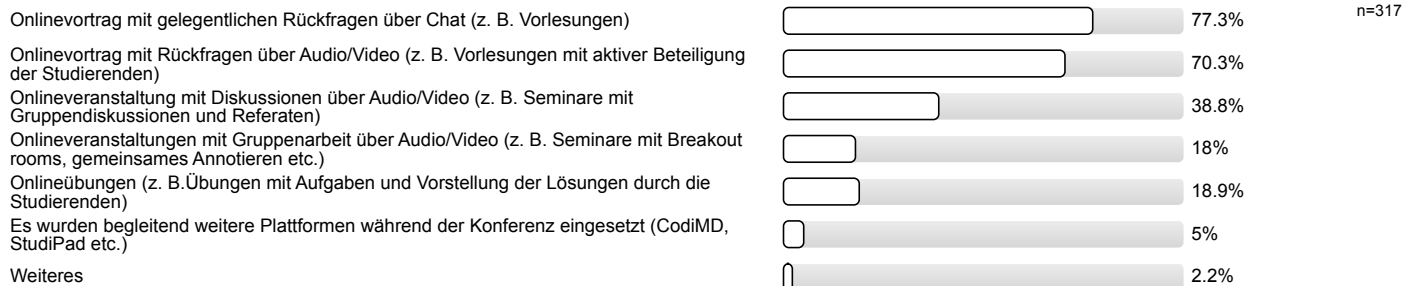 Onlinevortrag mit gelegentlichen Rückfragen über Chat (z. B. Vorlesungen) 77.3% n=317
Onlinevortrag mit Rückfragen über Audio/Video (z. B. Vorlesungen mit aktiver Beteiligung
der Studierenden) 70.3%
Onlineveranstaltung mit Diskussionen über Audio/Video (z. B. Seminare mit
Gruppendiskussionen und Referaten) 38.8%
Onlineveranstaltungen mit Gruppenarbeit über Audio/Video (z. B. Seminare mit Breakout
rooms, gemeinsames Annotieren etc.) 18%
Onlineübungen (z. B.Übungen mit Aufgaben und Vorstellung der Lösungen durch die
Studierenden) 18.9%
Es wurden begleitend weitere Plattformen während der Konferenz eingesetzt (CodiMD,
StudiPad etc.) 5%
Weiteres 2.2%